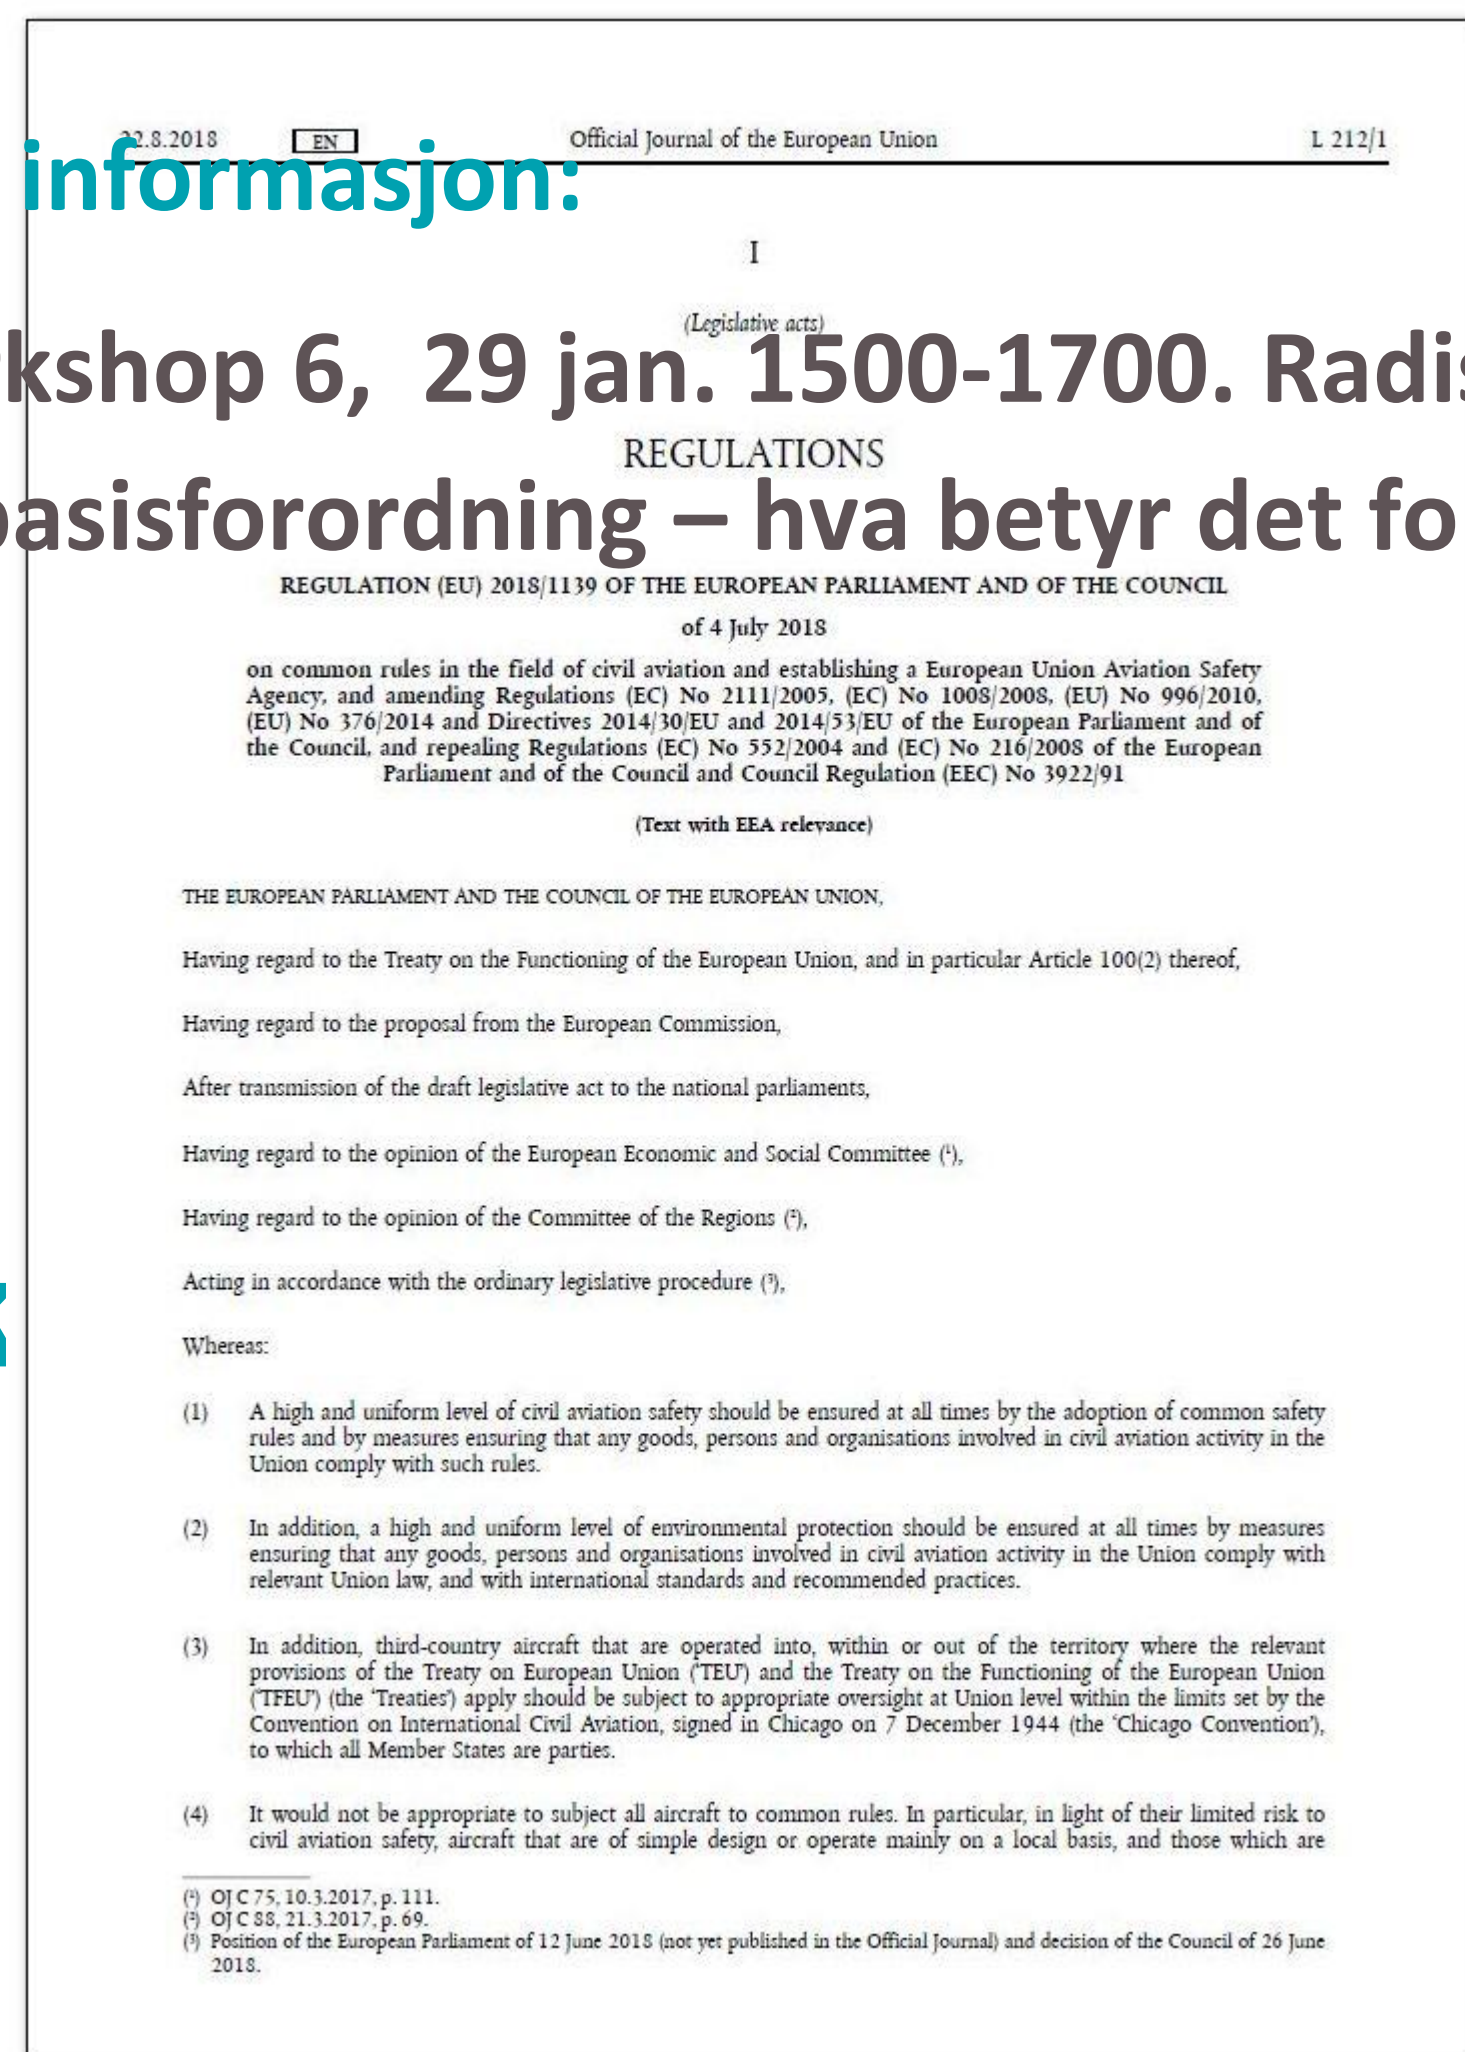 22.8.2018 EN Official Journal of the European Union L 212/1
informasjon:
I
(Legislative acts)
kshop 6, 29 jan. 1500-1700. Radis
REGULATIONS
basisforordning – hva betyr det fo
REGULATION (EU) 2018/1139 OF THE EUROPEAN PARLIAMENT AND OF THE COUNCIL
of 4 July 2018
on common rules in the field of civil aviation and establishing a European Union Aviation Safety
Agency, and amending Regulations (EC) No 2111/2005, (EC) No 1008/2008, (EU) No 996/2010,
(EU) No 376/2014 and Directives 2014/30/EU and 2014/53/EU of the European Parliament and of
the Council, and repealing Regulations (EC) No 552/2004 and (EC) No 216/2008 of the European
Parliament and of the Council and Council Regulation (EEC) No 3922/91
(Text with EEA relevance)
THE EUROPEAN PARLIAMENT AND THE COUNCIL OF THE EUROPEAN UNION,
Having regard to the Treaty on the Functioning of the European Union, and in particular Article 100(2) thereof,
Having regard to the proposal from the European Commission,
After transmission of the draft legislative act to the national parliaments,
Having regard to the opinion of the European Economic and Social Committee (¹),
Having regard to the opinion of the Committee of the Regions (²),
Acting in accordance with the ordinary legislative procedure (³),
Whereas:
(1) A high and uniform level of civil aviation safety should be ensured at all times by the adoption of common safety
rules and by measures ensuring that any goods, persons and organisations involved in civil aviation activity in the
Union comply with such rules.
(2) In addition, a high and uniform level of environmental protection should be ensured at all times by measures
ensuring that any goods, persons and organisations involved in civil aviation activity in the Union comply with
relevant Union law, and with international standards and recommended practices.
(3) In addition, third-country aircraft that are operated into, within or out of the territory where the relevant
provisions of the Treaty on European Union (‘TEU’) and the Treaty on the Functioning of the European Union
(‘TFEU’) (the ‘Treaties’) apply should be subject to appropriate oversight at Union level within the limits set by the
Convention on International Civil Aviation, signed in Chicago on 7 December 1944 (the ‘Chicago Convention’),
to which all Member States are parties.
(4) It would not be appropriate to subject all aircraft to common rules. In particular, in light of their limited risk to
civil aviation safety, aircraft that are of simple design or operate mainly on a local basis, and those which are
(¹) OJ C 75, 10.3.2017, p. 111.
(²) OJ C 88, 21.3.2017, p. 69.
(³) Position of the European Parliament of 12 June 2018 (not yet published in the Official Journal) and decision of the Council of 26 June
2018.